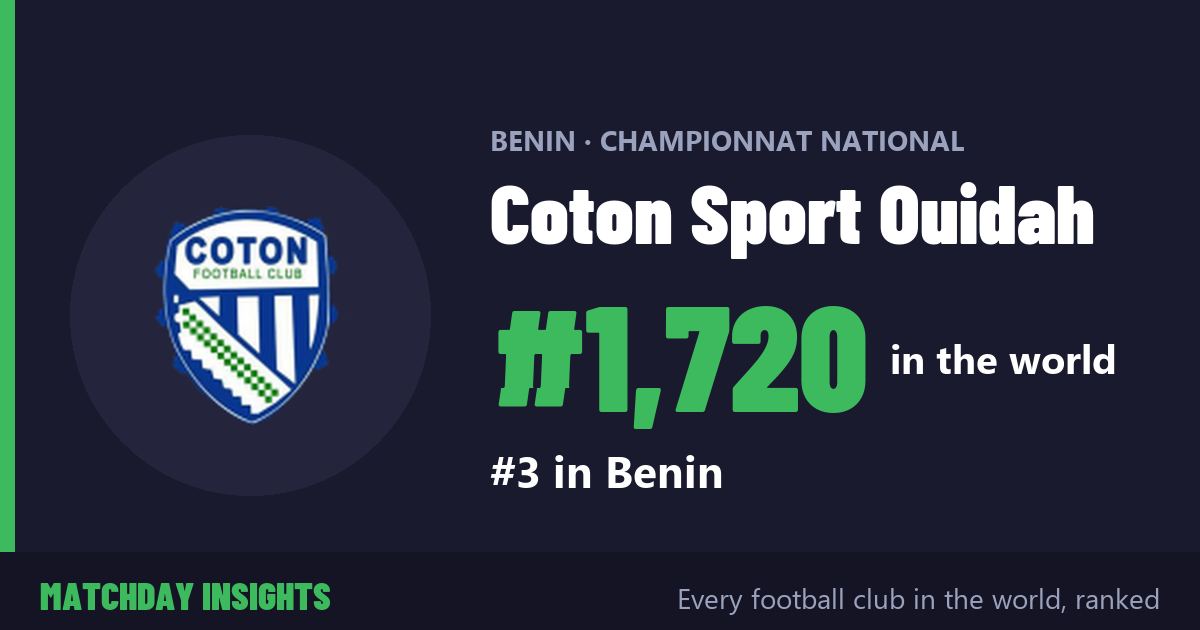 BENIN · CHAMPIONNAT NATIONAL
Coton Sport Ouidah
COTON
FOOTBALL CLUB
#1,720 in the world
#3 in Benin
MATCHDAY INSIGHTS
Every football club in the world, ranked